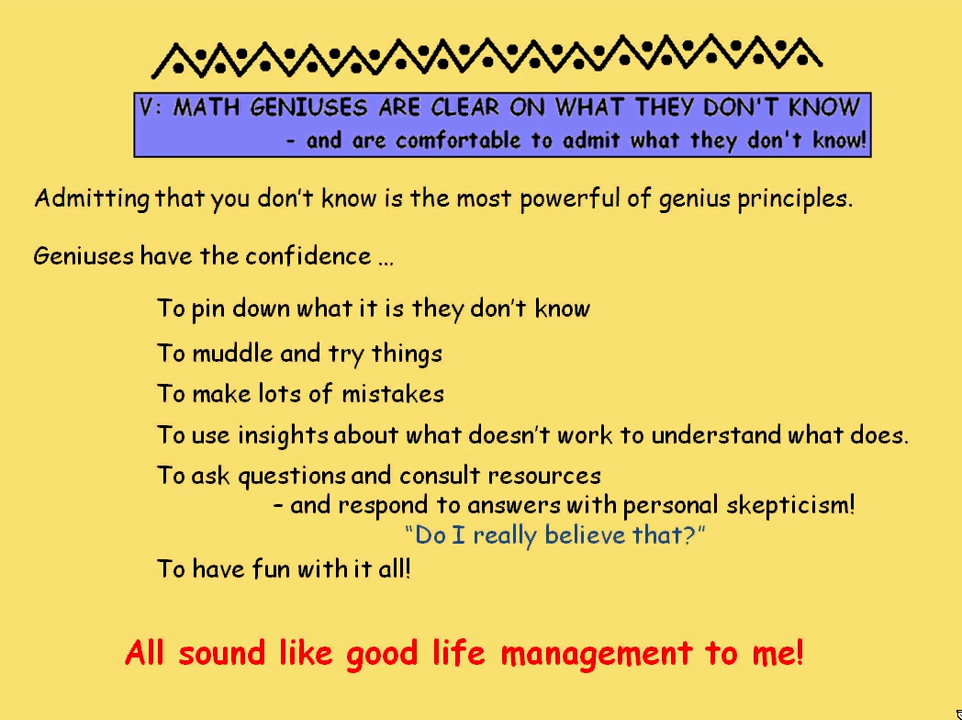 V: MATH GENIUSES ARE CLEAR ON WHAT THEY DON'T KNOW
- and are comfortable to admit what they don't know!
Admitting that you don’t know is the most powerful of genius principles.
Geniuses have the confidence …
To pin down what it is they don’t know
To muddle and try things
To make lots of mistakes
To use insights about what doesn’t work to understand what does.
To ask questions and consult resources
– and respond to answers with personal skepticism!
“Do I really believe that?”
To have fun with it all!
All sound like good life management to me!